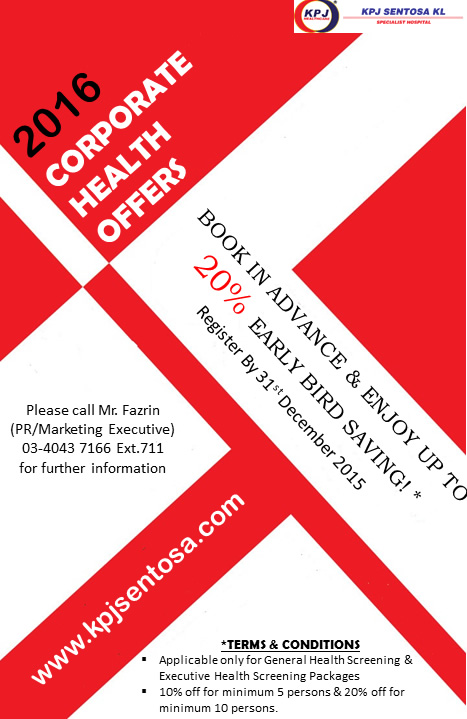 KPJ
HEALTHCARE
KPJ SENTOSA KL
SPECIALIST HOSPITAL
2016
CORPORATE
HEALTH
OFFERS
BOOK IN ADVANCE & ENJOY UP TO
20% EARLY BIRD SAVING! *
Register By 31st December 2015
Please call Mr. Fazrin
(PR/Marketing Executive)
03-4043 7166 Ext.711
for further information
www.kpjsentosa.com
*TERMS & CONDITIONS
▪ Applicable only for General Health Screening &
Executive Health Screening Packages
▪ 10% off for minimum 5 persons & 20% off for
minimum 10 persons.